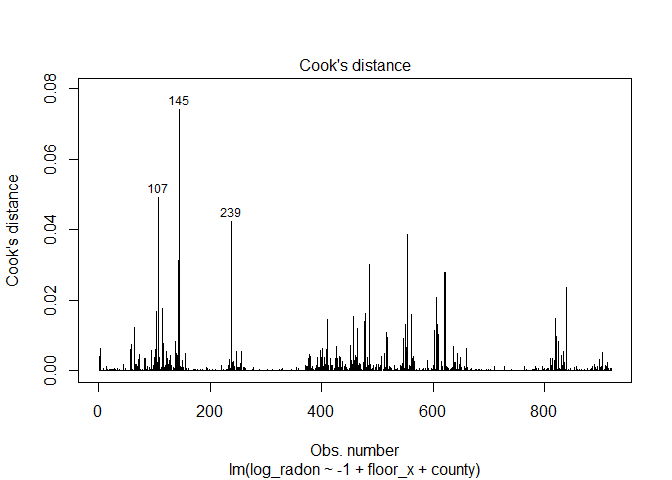 Cook's distance
Cook's distance
0.00
0.02
0.04
0.06
0.08
107
145
239
0 200 400 600 800
Obs. number
lm(log_radon ~ -1 + floor_x + county)